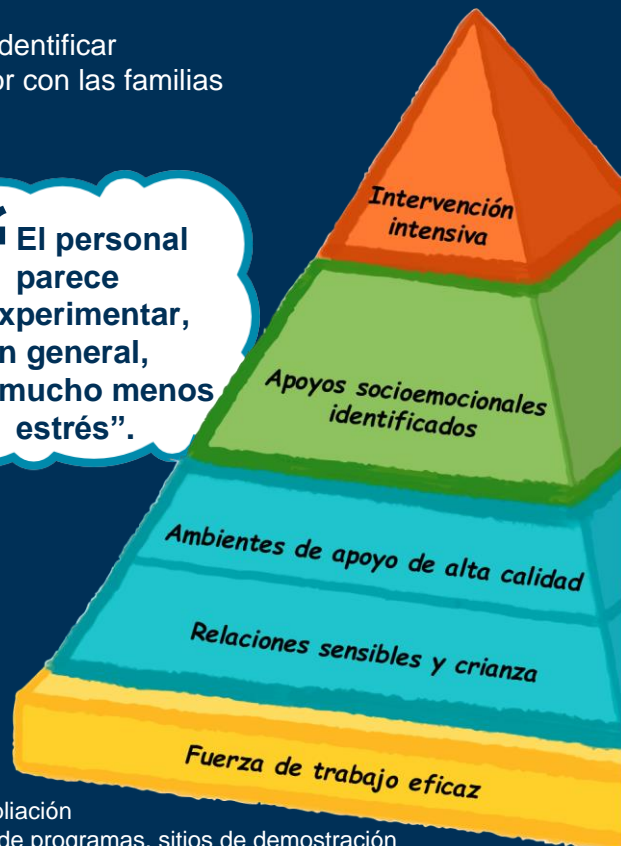 dentificar
or con las familias
El personal
parece
xperimentar,
n general,
mucho menos
estrés”.
Intervención
intensiva
Apoyos socioemocionales
identificados
Ambientes de apoyo de alta calidad
Relaciones sensibles y crianza
Fuerza de trabajo eficaz
pliación
de programas, sitios de demostración